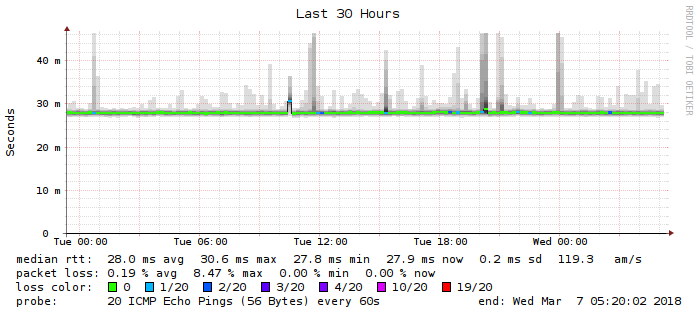 Last 30 Hours
RRDTOOL / TOBI OETIKER
Seconds
40 m
30 m
20 m
10 m
0
Tue 00:00 Tue 06:00 Tue 12:00 Tue 18:00 Wed 00:00
median rtt: 28.0 ms avg 30.6 ms max 27.8 ms min 27.9 ms now 0.2 ms sd 119.3 am/s
packet loss: 0.19 % avg 8.47 % max 0.00 % min 0.00 % now
loss color: 0 1/20 2/20 3/20 4/20 10/20 19/20
probe: 20 ICMP Echo Pings (56 Bytes) every 60s end: Wed Mar 7 05:20:02 2018